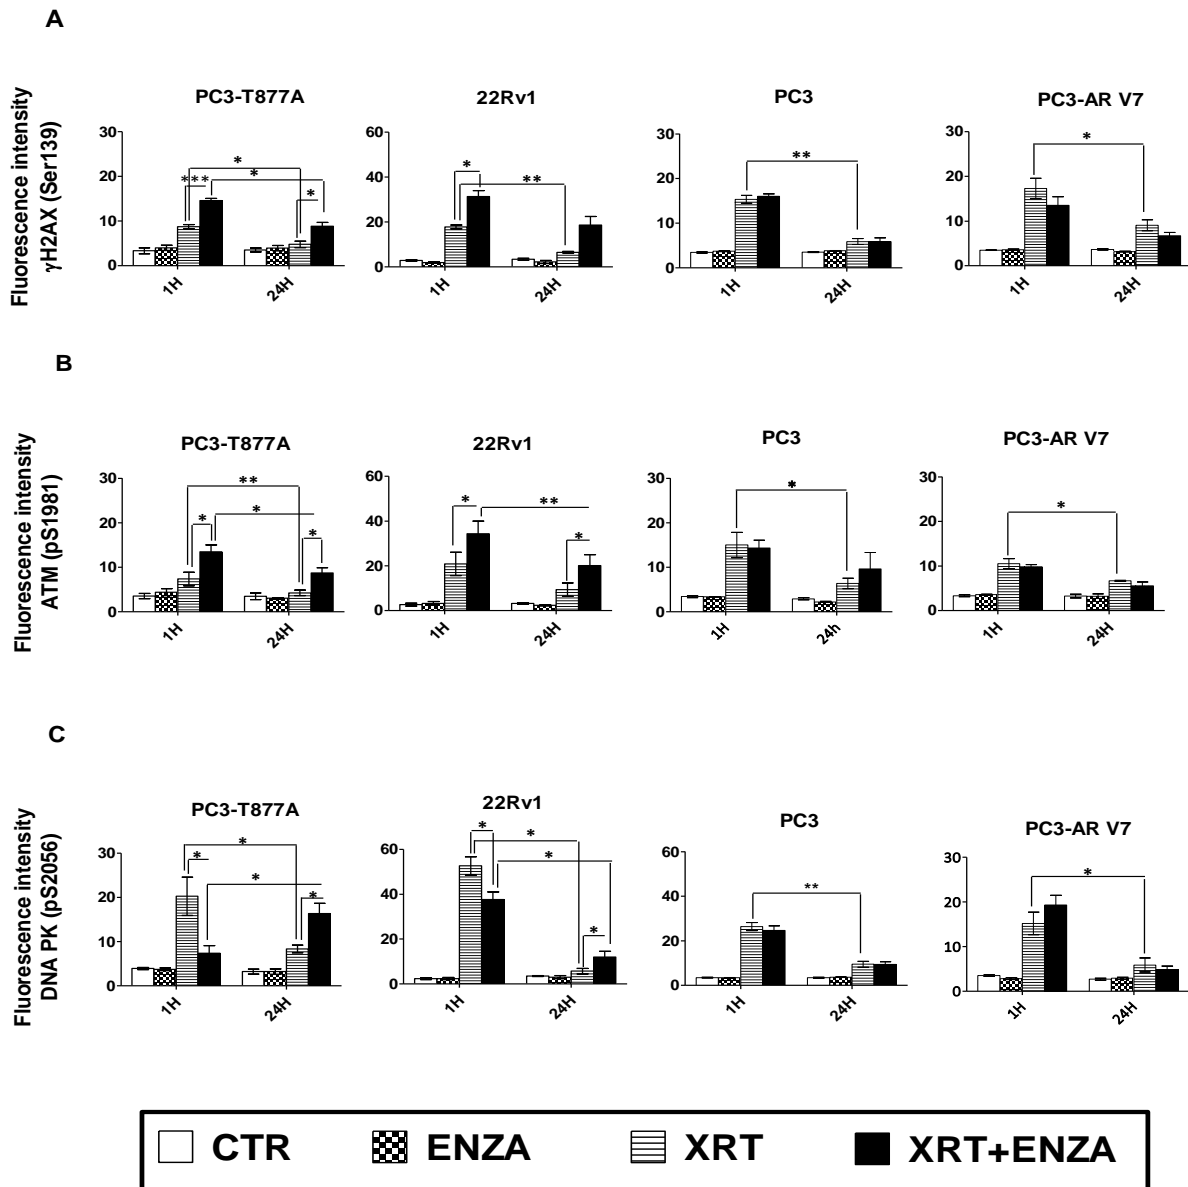 A
PC3-T877A
22Rv1
PC3
PC3-AR V7
Fluorescence intensity
γH2AX (Ser139)
30
20
10
0
*
***
*
*
1H
24H
60
40
20
0
*
**
1H
24H
30
20
10
0
**
1H
24H
30
20
10
0
*
1H
24H
B
PC3-T877A
22Rv1
PC3
PC3-AR V7
Fluorescence intensity
ATM (pS1981)
30
20
10
0
**
*
*
*
1H
24H
60
40
20
0
*
**
*
1H
24H
30
20
10
0
*
1H
24h
30
20
10
0
*
1H
24H
C
PC3-T877A
22Rv1
PC3
PC3-AR V7
Fluorescence intensity
DNA PK (pS2056)
30
20
10
0
*
*
*
*
1H
24H
60
40
20
0
*
*
*
*
1H
24H
60
40
20
0
**
1H
24H
30
20
10
0
*
1H
24H
CTR
ENZA
XRT
XRT+ENZA